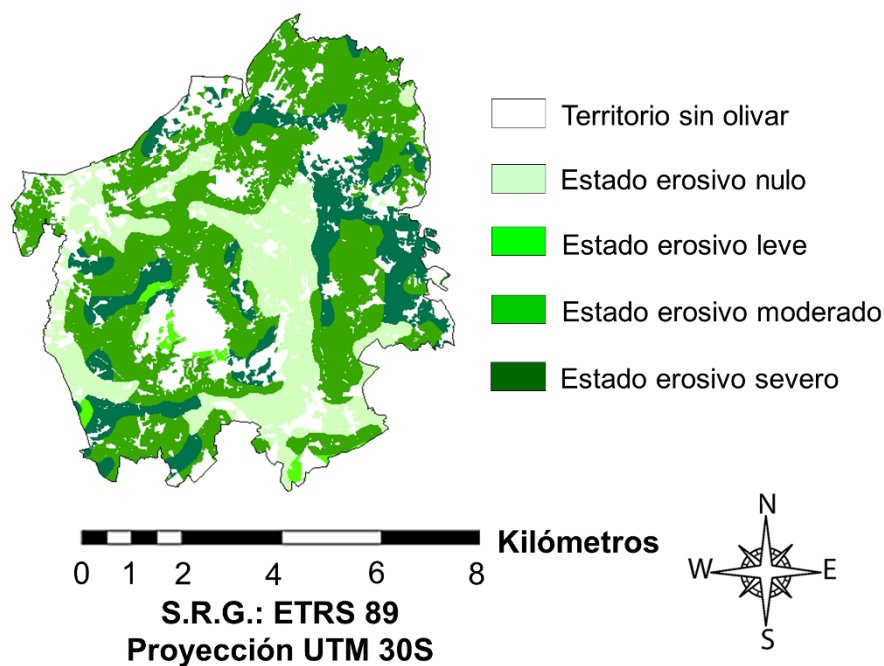 Territorio sin olivar
Estado erosivo nulo
Estado erosivo leve
Estado erosivo moderado
Estado erosivo severo
Kilómetros
0 1 2 4 6 8
S.R.G.: ETRS 89
Proyección UTM 30S
N
W E
S